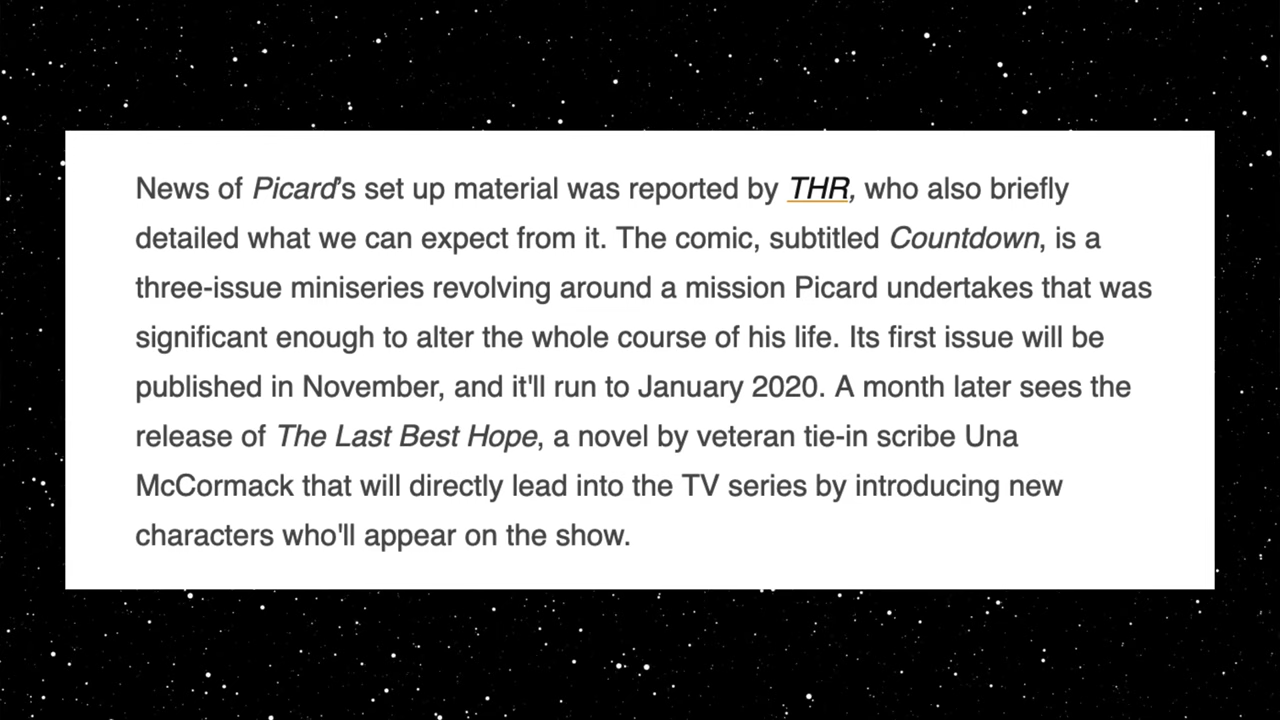 News of Picard's set up material was reported by THR, who also briefly
detailed what we can expect from it. The comic, subtitled Countdown, is a
three-issue miniseries revolving around a mission Picard undertakes that was
significant enough to alter the whole course of his life. Its first issue will be
published in November, and it'll run to January 2020. A month later sees the
release of The Last Best Hope, a novel by veteran tie-in scribe Una
McCormack that will directly lead into the TV series by introducing new
characters who'll appear on the show.